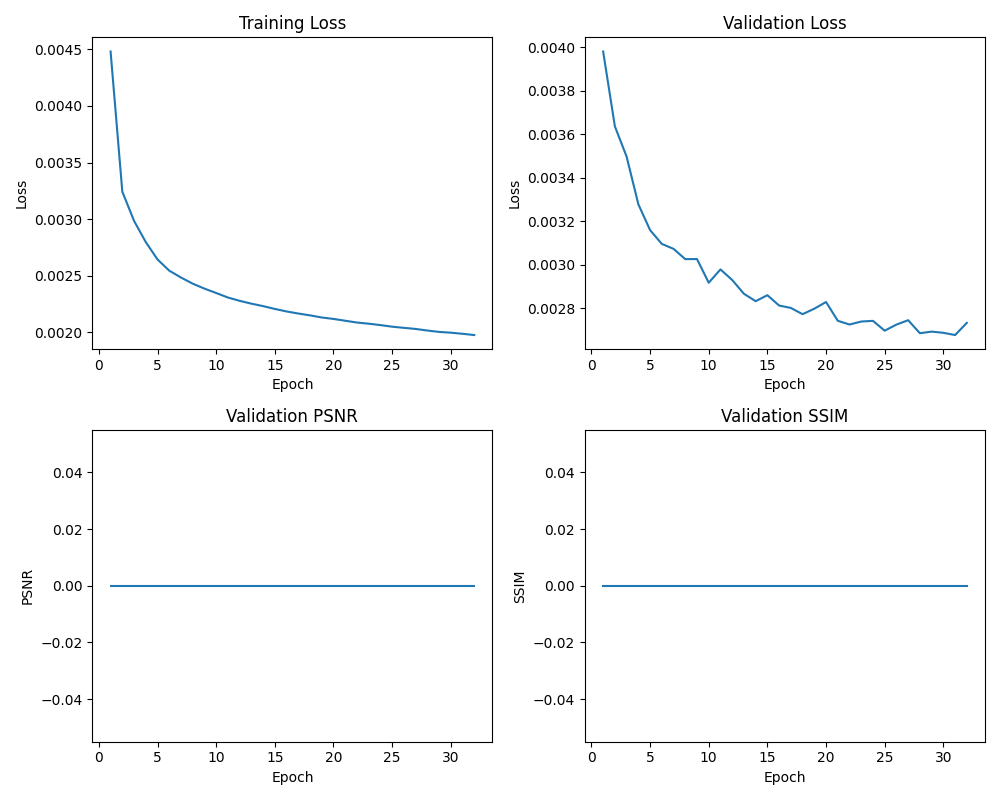 Training Loss
0.0045
0.0040
0.0035
0.0030
0.0025
0.0020
Loss
0 5 10 15 20 25 30
Epoch
Validation Loss
0.0040
0.0038
0.0036
0.0034
0.0032
0.0030
0.0028
Loss
0 5 10 15 20 25 30
Epoch
Validation PSNR
0.04
0.02
0.00
−0.02
−0.04
PSNR
0 5 10 15 20 25 30
Epoch
Validation SSIM
0.04
0.02
0.00
−0.02
−0.04
SSIM
0 5 10 15 20 25 30
Epoch